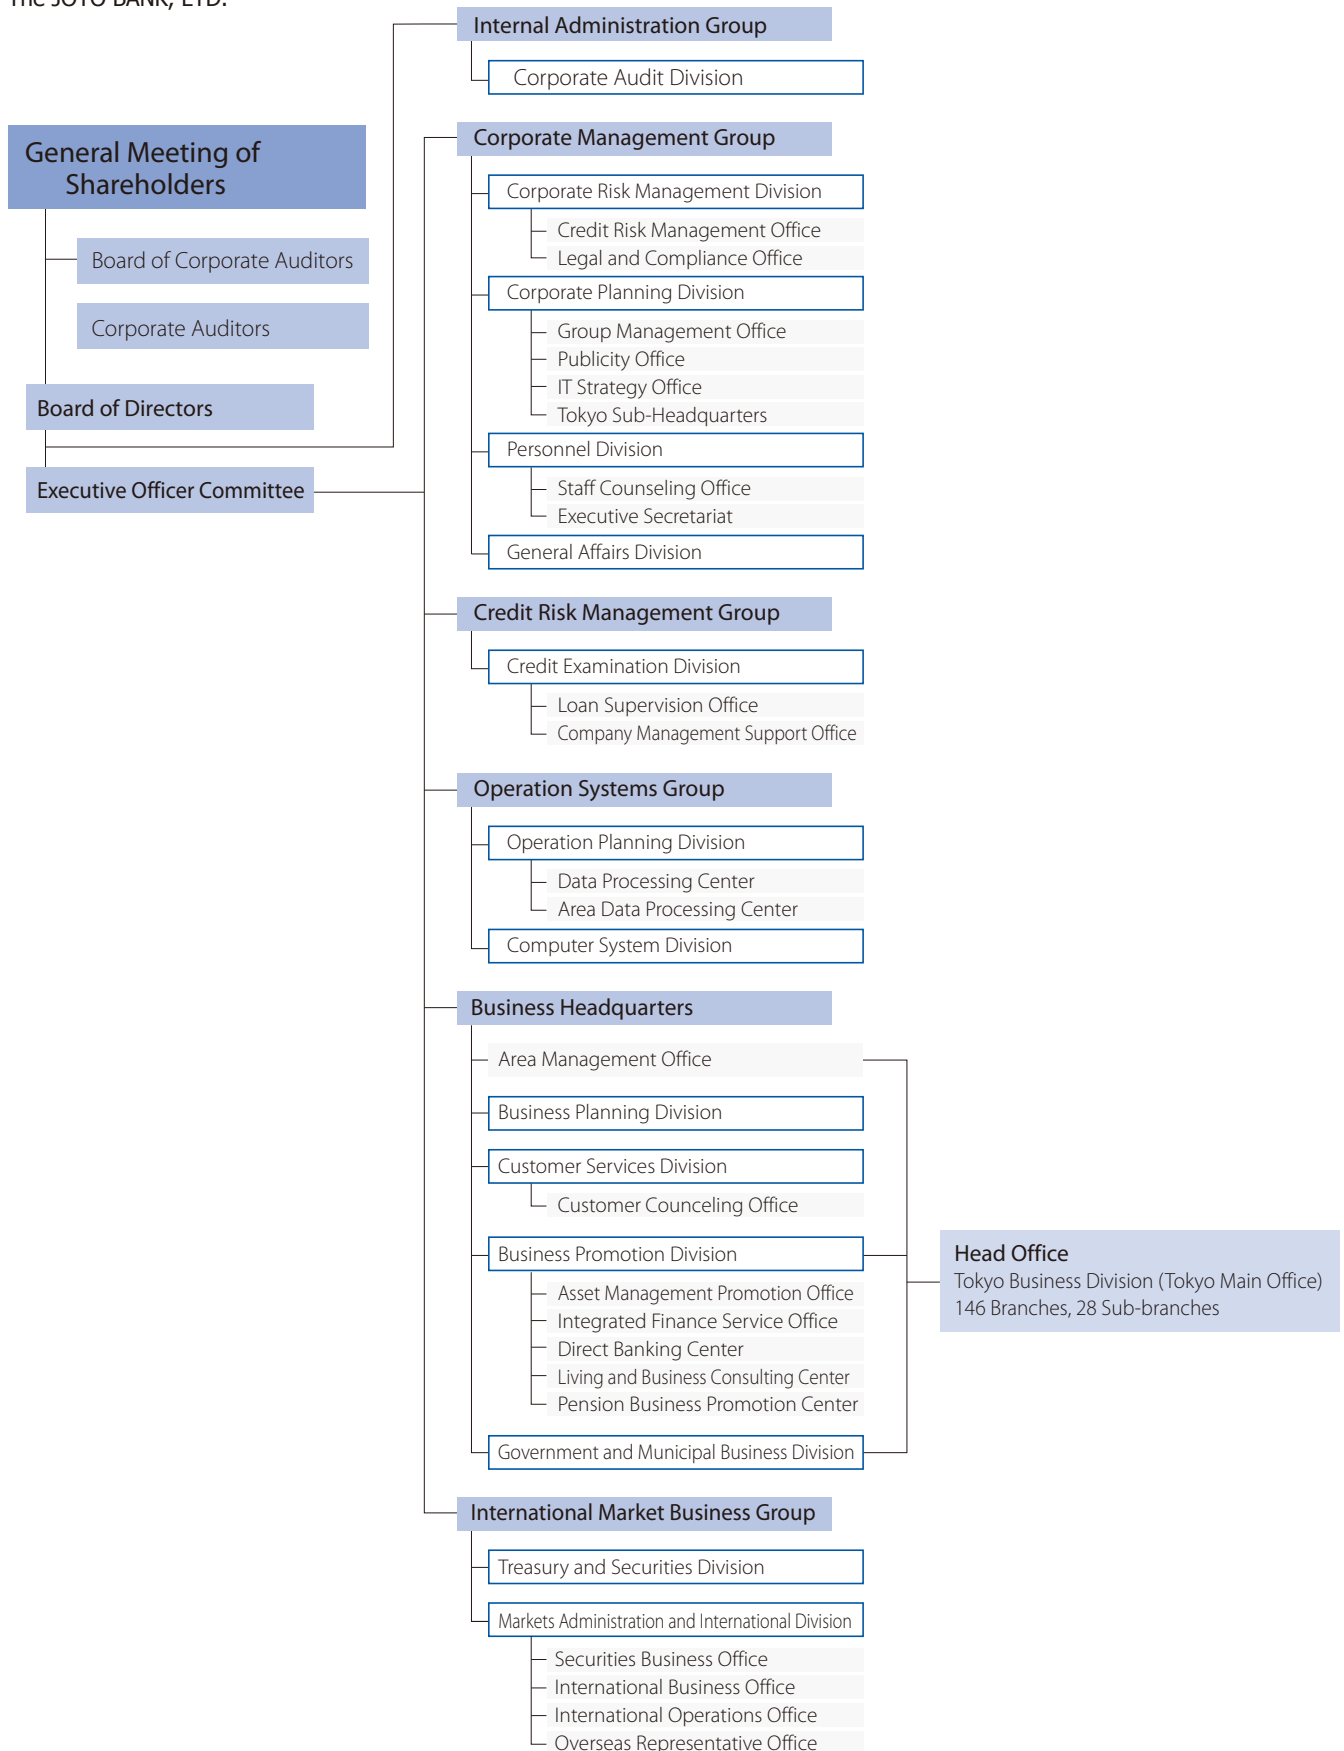 The JOYO BANK, LTD.
Internal Administration Group
Corporate Audit Division
General Meeting of
Shareholders
Board of Corporate Auditors
Corporate Auditors
Board of Directors
Executive Officer Committee
Corporate Management Group
Corporate Risk Management Division
Credit Risk Management Office
Legal and Compliance Office
Corporate Planning Division
Group Management Office
Publicity Office
IT Strategy Office
Tokyo Sub-Headquarters
Personnel Division
Staff Counseling Office
Executive Secretariat
General Affairs Division
Credit Risk Management Group
Credit Examination Division
Loan Supervision Office
Company Management Support Office
Operation Systems Group
Operation Planning Division
Data Processing Center
Area Data Processing Center
Computer System Division
Business Headquarters
Area Management Office
Business Planning Division
Customer Services Division
Customer Counceling Office
Business Promotion Division
Asset Management Promotion Office
Integrated Finance Service Office
Direct Banking Center
Living and Business Consulting Center
Pension Business Promotion Center
Government and Municipal Business Division
Head Office
Tokyo Business Division (Tokyo Main Office)
146 Branches, 28 Sub-branches
International Market Business Group
Treasury and Securities Division
Markets Administration and International Division
Securities Business Office
International Business Office
International Operations Office
Overseas Representative Office